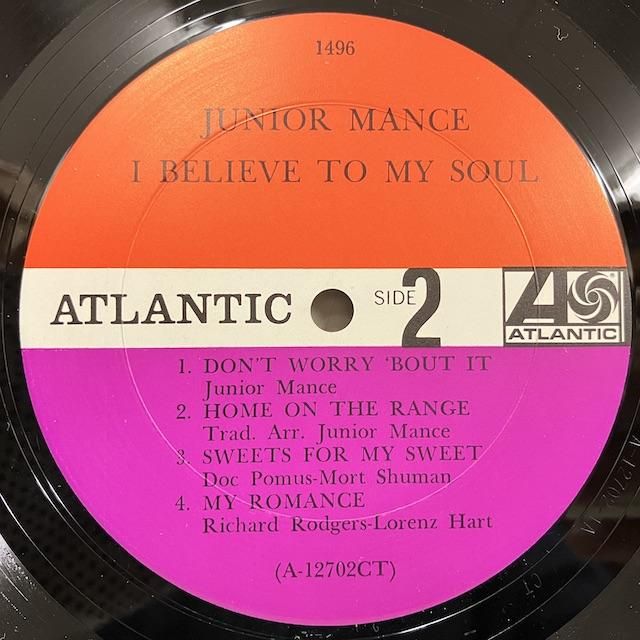 1496
JUNIOR MANCE
I BELIEVE TO MY SOUL
ATLANTIC
SIDE 2
ATLANTIC
1. DON'T WORRY 'BOUT IT
Junior Mance
2. HOME ON THE RANGE
Trad. Arr. Junior Mance
3. SWEETS FOR MY SWEET
Doc Pomus-Mort Shuman
4. MY ROMANCE
Richard Rodgers-Lorenz Hart
(A-12702CT)